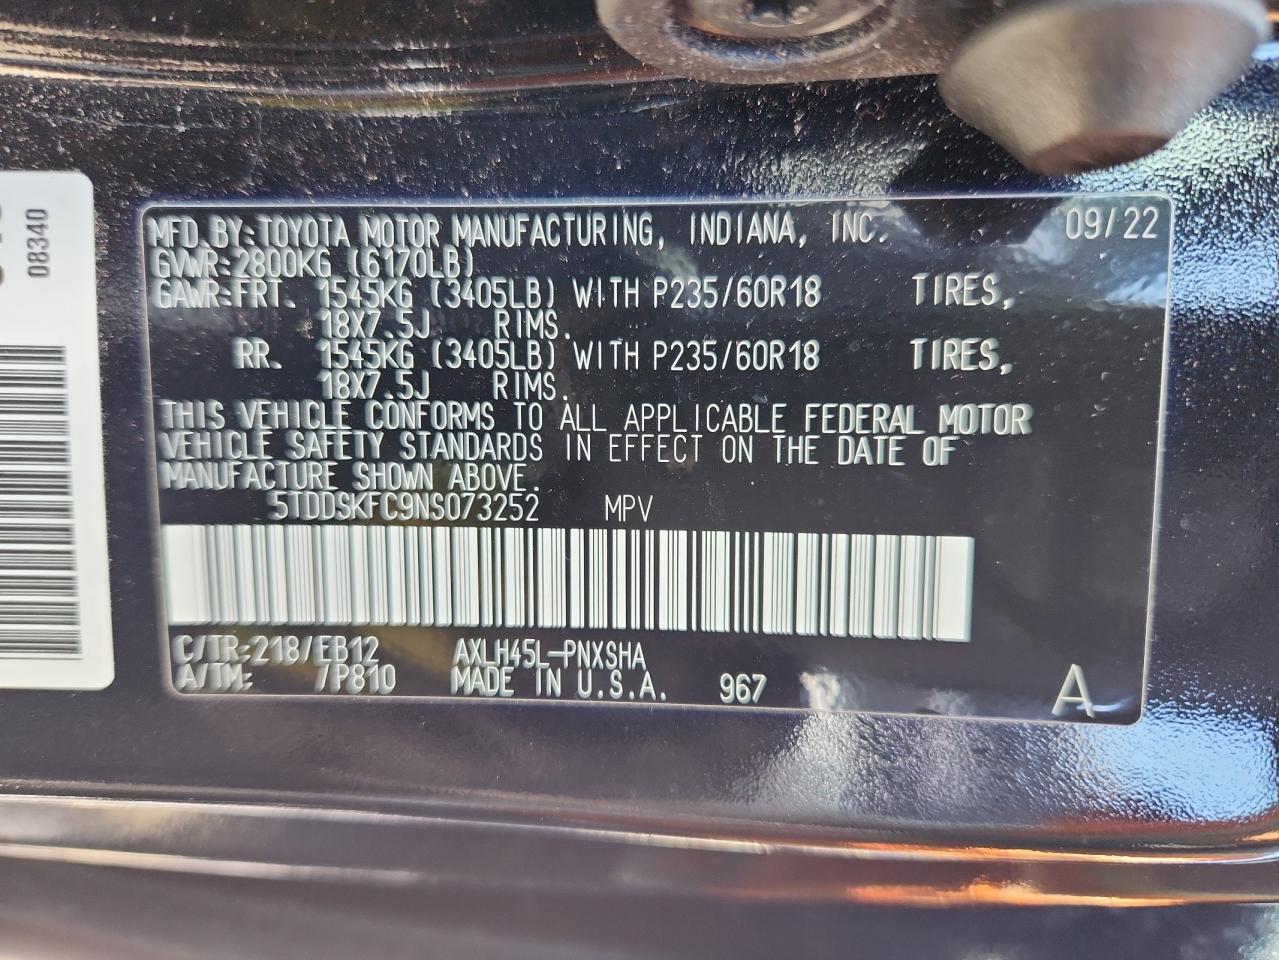 08340
MFD.BY:TOYOTA MOTOR MANUFACTURING, INDIANA, INC. 09/22
GVWR:2800KG (6170LB)
GAWR:FRT. 1545KG (3405LB) WITH P235/60R18 TIRES,
18X7.5J RIMS.
RR. 1545KG (3405LB) WITH P235/60R18 TIRES,
18X7.5J RIMS.
THIS VEHICLE CONFORMS TO ALL APPLICABLE FEDERAL MOTOR
VEHICLE SAFETY STANDARDS IN EFFECT ON THE DATE OF
MANUFACTURE SHOWN ABOVE.
5TDDSKFC9NS073252 MPV
C/TR:218/EB12 AXLH45L-PNXSHA
A/TM: /P810 MADE IN U.S.A. 967 A